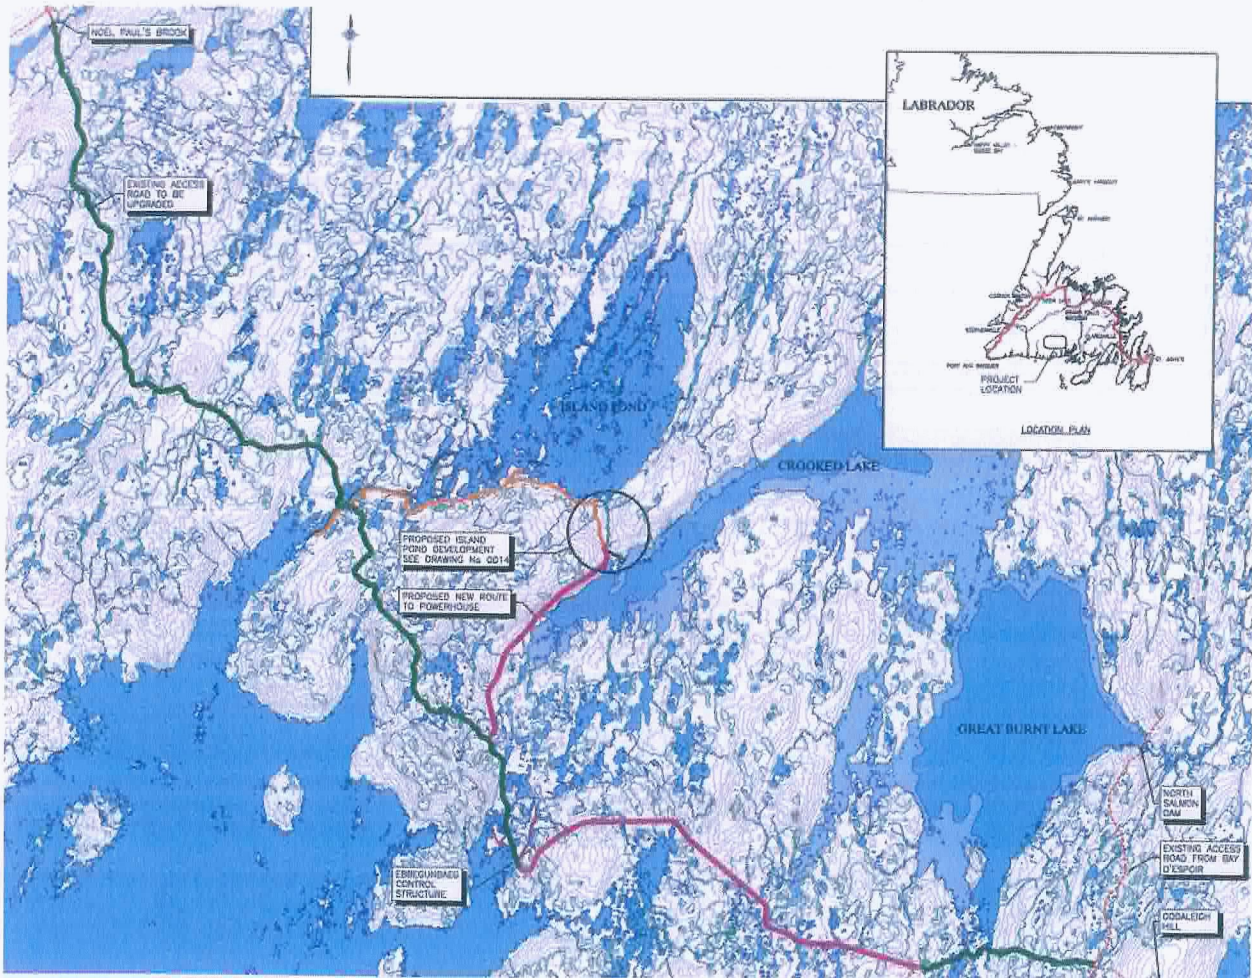 NOEL PAUL'S BROOK
EXISTING ACCESS
ROAD TO BE
UPGRADED
LABRADOR
PROJECT
LOCATION
LOCATION PLAN
ISLAND POND
CROOKED LAKE
PROPOSED ISLAND
POND DEVELOPMENT
SEE DRAWING No 0014
PROPOSED NEW ROUTE
TO POWERHOUSE
GREAT BURNT LAKE
NORTH
SALMON
DAM
EXISTING ACCESS
ROAD FROM BAY
D'ESPOIR
EBBEGUNBAEG
CONTROL
STRUCTURE
GODALEIGH
HILL